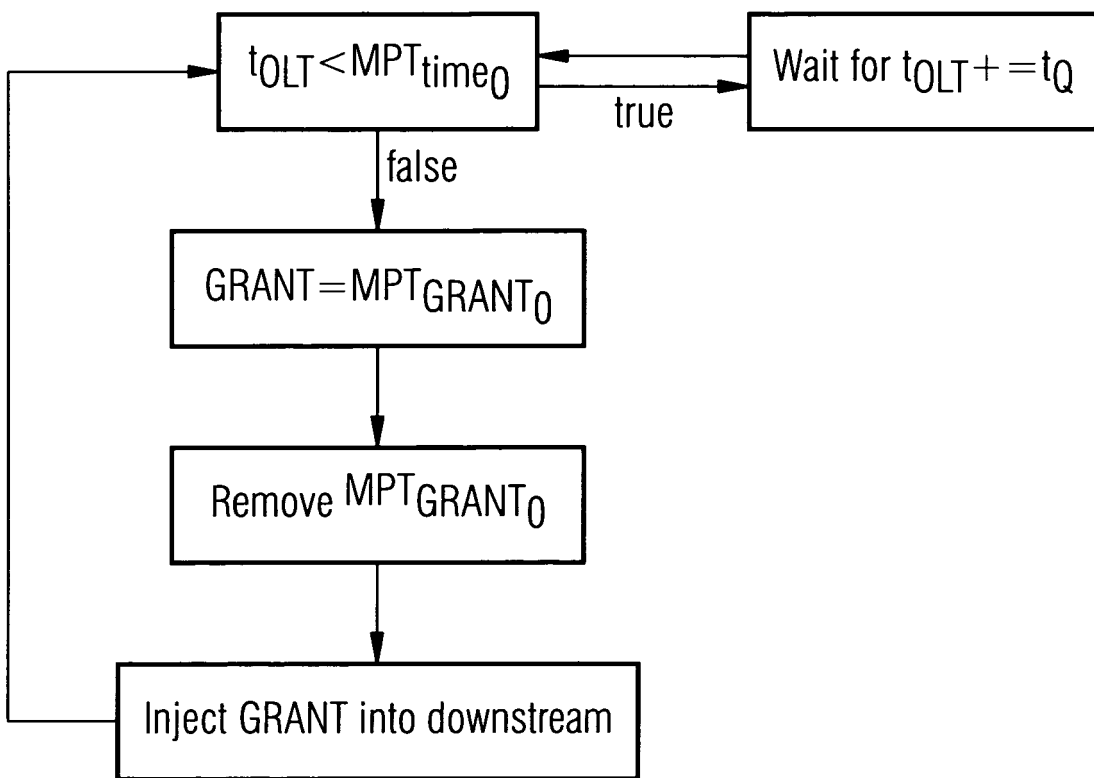 t_OLT<MPT_time_0
Wait for t_OLT+=t_Q
true
false
GRANT=MPT_GRANT_0
Remove MPT_GRANT_0
Inject GRANT into downstream